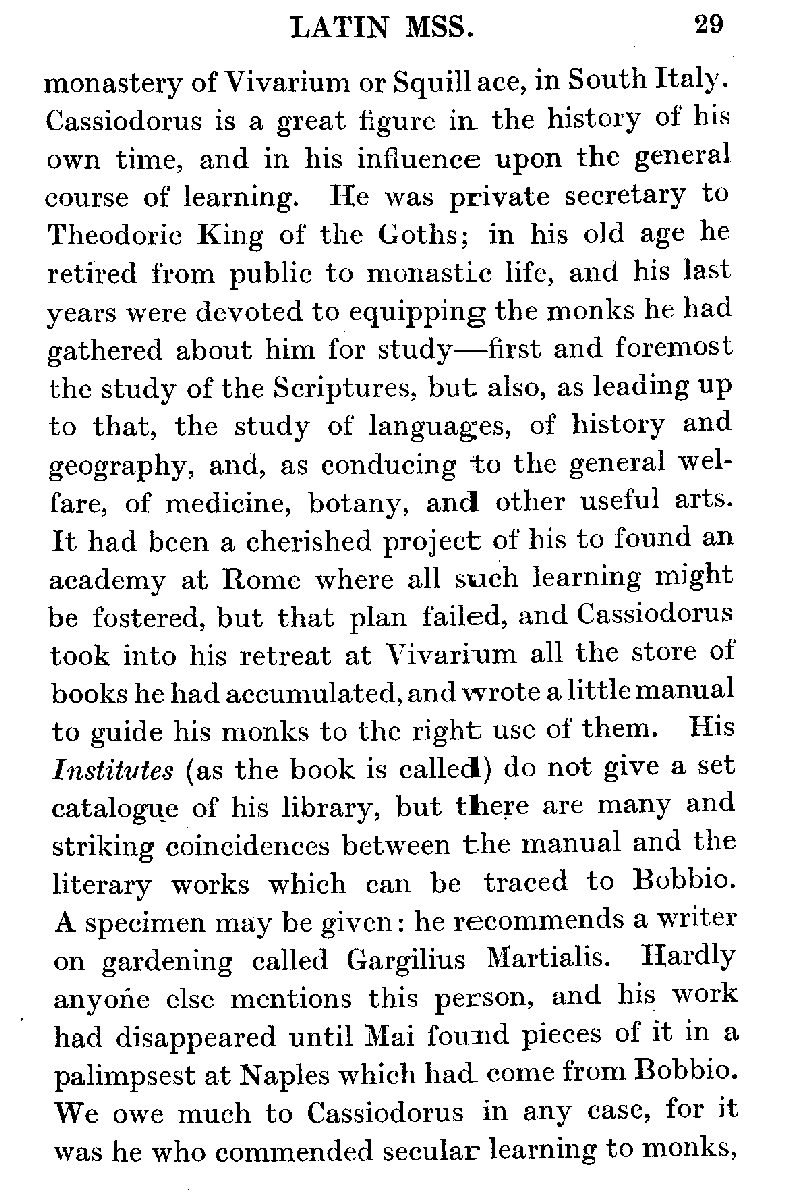 LATIN MSS. 29
monastery of Vivarium or Squillace, in South Italy.
Cassiodorus is a great figure in the history of his
own time, and in his influence upon the general
course of learning. He was private secretary to
Theodoric King of the Goths; in his old age he
retired from public to monastic life, and his last
years were devoted to equipping the monks he had
gathered about him for study—first and foremost
the study of the Scriptures, but also, as leading up
to that, the study of languages, of history and
geography, and, as conducing to the general wel-
fare, of medicine, botany, and other useful arts.
It had been a cherished project of his to found an
academy at Rome where all such learning might
be fostered, but that plan failed, and Cassiodorus
took into his retreat at Vivarium all the store of
books he had accumulated, and wrote a little manual
to guide his monks to the right use of them. His
Institutes (as the book is called) do not give a set
catalogue of his library, but there are many and
striking coincidences between the manual and the
literary works which can be traced to Bobbio.
A specimen may be given: he recommends a writer
on gardening called Gargilius Martialis. Hardly
anyone else mentions this person, and his work
had disappeared until Mai found pieces of it in a
palimpsest at Naples which had come from Bobbio.
We owe much to Cassiodorus in any case, for it
was he who commended secular learning to monks,